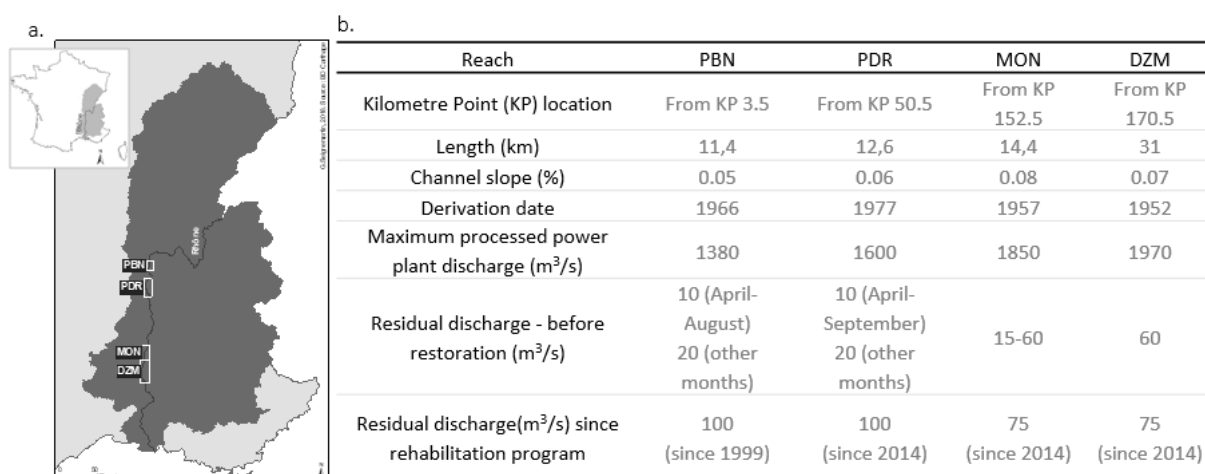 a.
b.
Rhône
PBN
PDR
MON
DZM
Reach PBN PDR MON DZM
Kilometre Point (KP) location From KP 3.5 From KP 50.5 From KP 152.5 From KP 170.5
Length (km) 11,4 12,6 14,4 31
Channel slope (%) 0.05 0.06 0.08 0.07
Derivation date 1966 1977 1957 1952
Maximum processed power
plant discharge (m³/s) 1380 1600 1850 1970
Residual discharge - before
restoration (m³/s) 10 (April-August) 20 (other months) 10 (April-September) 20 (other months) 15-60 60
Residual discharge(m³/s) since
rehabilitation program 100 (since 1999) 100 (since 2014) 75 (since 2014) 75 (since 2014)